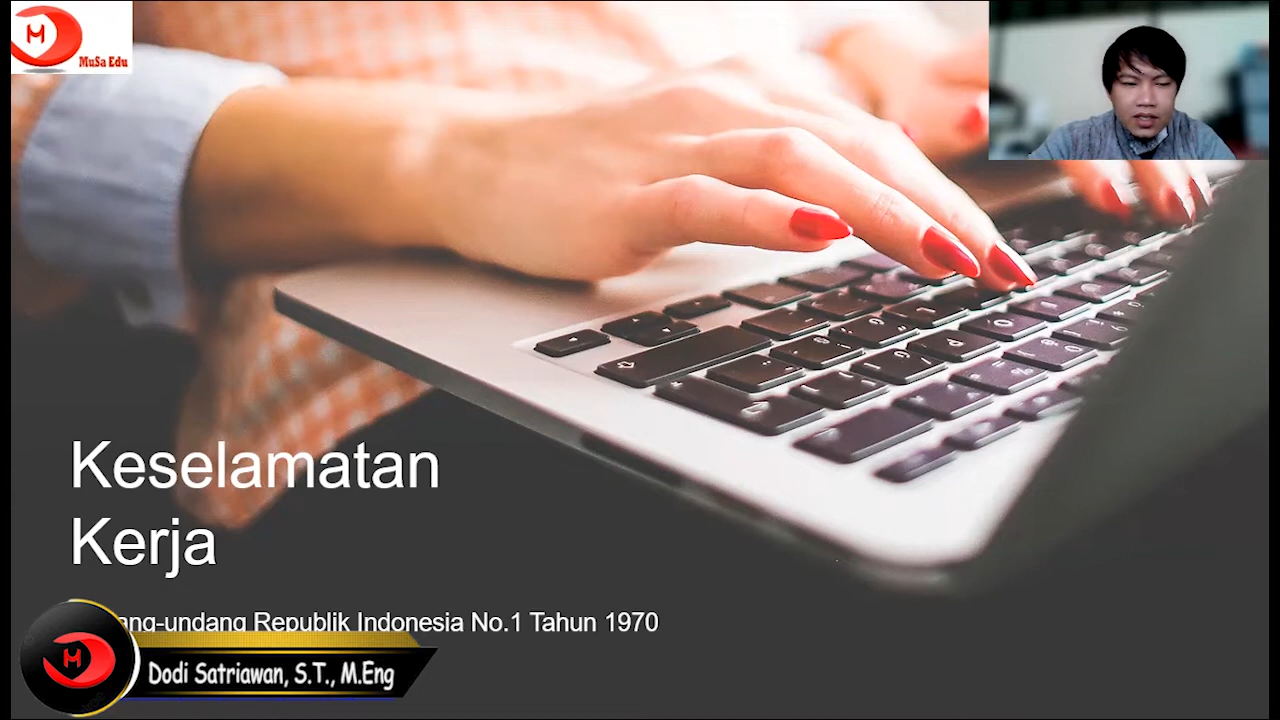 M
MuSa Edu
Keselamatan
Kerja
ang-undang Republik Indonesia No.1 Tahun 1970
M
Dodi Satriawan, S.T., M.Eng